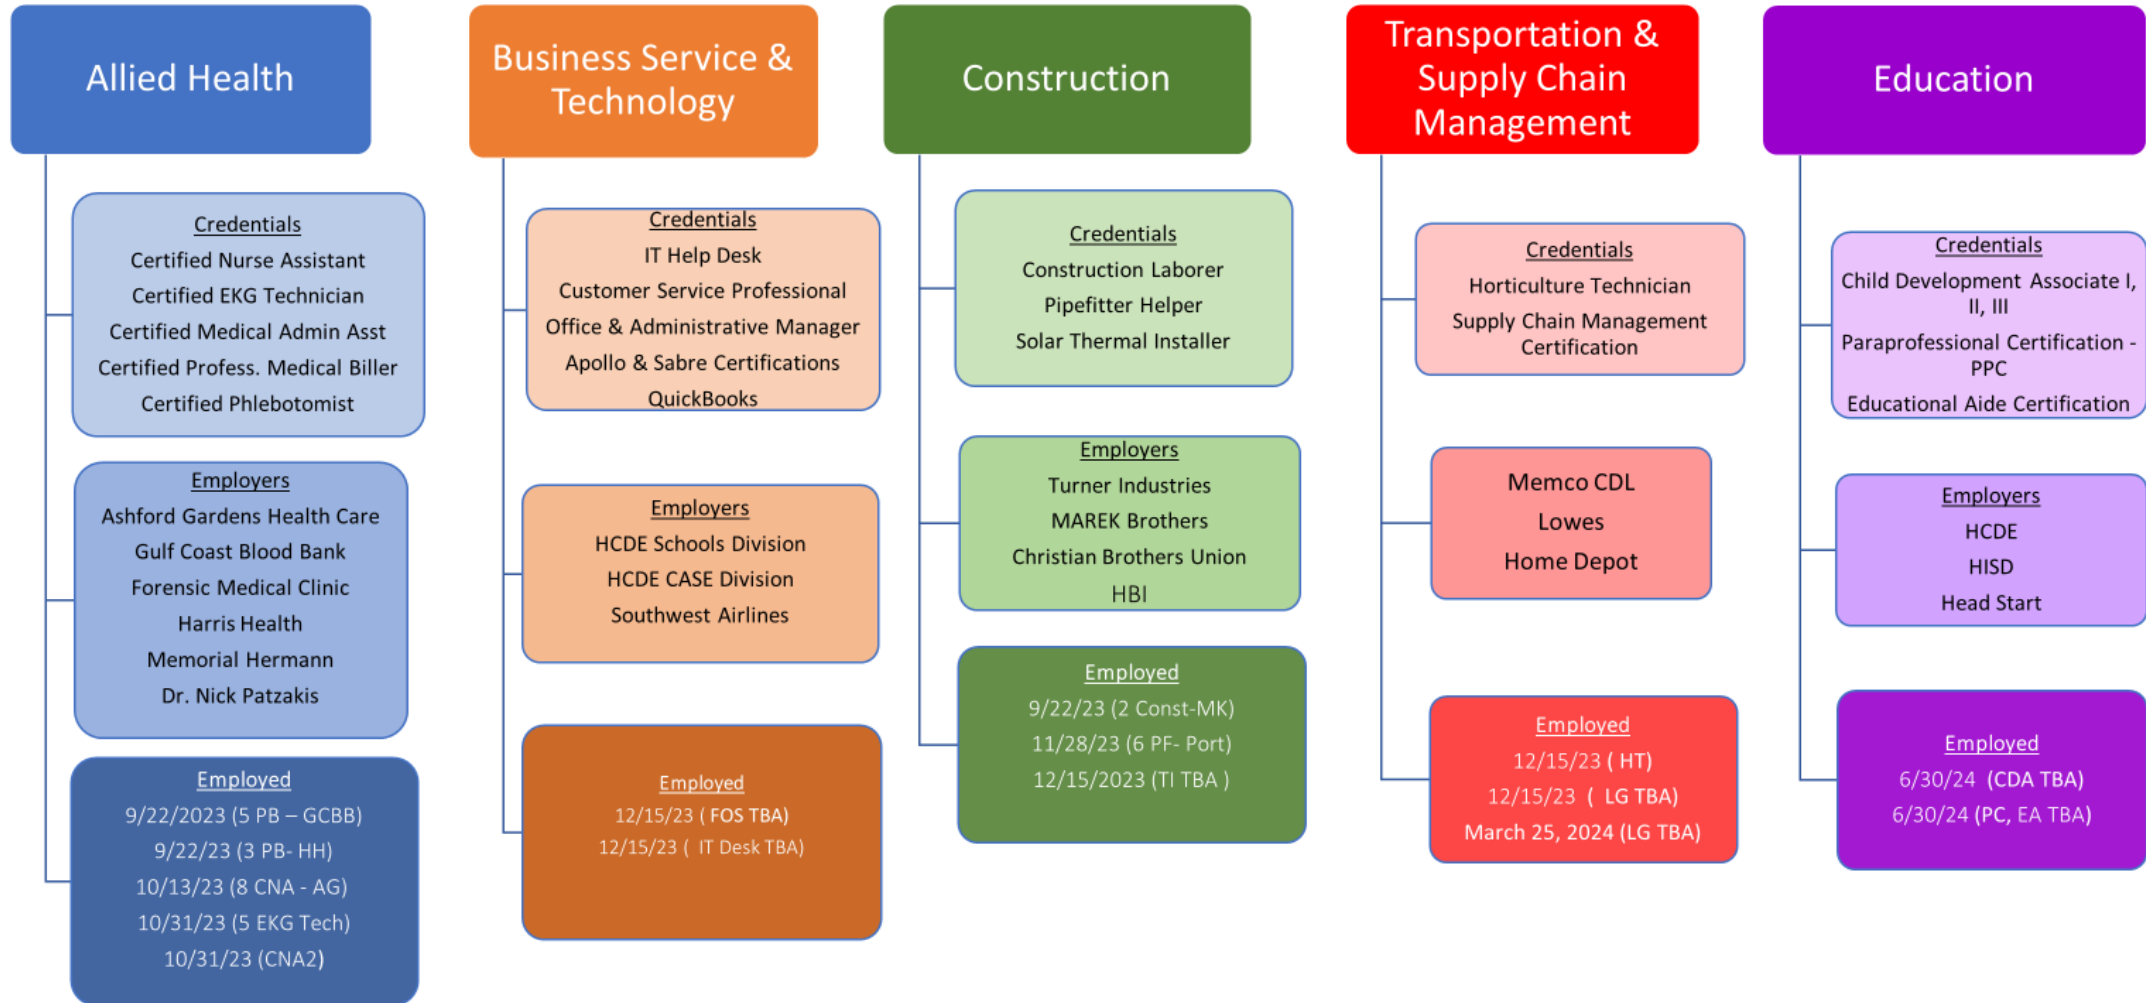 Allied Health
Credentials
Certified Nurse Assistant
Certified EKG Technician
Certified Medical Admin Asst
Certified Profess. Medical Biller
Certified Phlebotomist
Employers
Ashford Gardens Health Care
Gulf Coast Blood Bank
Forensic Medical Clinic
Harris Health
Memorial Hermann
Dr. Nick Patzakis
Employed
9/22/2023 (5 PB – GCBB)
9/22/23 (3 PB- HH)
10/13/23 (8 CNA - AG)
10/31/23 (5 EKG Tech)
10/31/23 (CNA2)
Business Service &
Technology
Credentials
IT Help Desk
Customer Service Professional
Office & Administrative Manager
Apollo & Sabre Certifications
QuickBooks
Employers
HCDE Schools Division
HCDE CASE Division
Southwest Airlines
Employed
12/15/23 ( FOS TBA)
12/15/23 ( IT Desk TBA)
Construction
Credentials
Construction Laborer
Pipefitter Helper
Solar Thermal Installer
Employers
Turner Industries
MAREK Brothers
Christian Brothers Union
HBI
Employed
9/22/23 (2 Const-MK)
11/28/23 (6 PF- Port)
12/15/2023 (TI TBA )
Transportation &
Supply Chain
Management
Credentials
Horticulture Technician
Supply Chain Management
Certification
Memco CDL
Lowes
Home Depot
Employed
12/15/23 ( HT)
12/15/23 ( LG TBA)
March 25, 2024 (LG TBA)
Education
Credentials
Child Development Associate I,
II, III
Paraprofessional Certification -
PPC
Educational Aide Certification
Employers
HCDE
HISD
Head Start
Employed
6/30/24 (CDA TBA)
6/30/24 (PC, EA TBA)